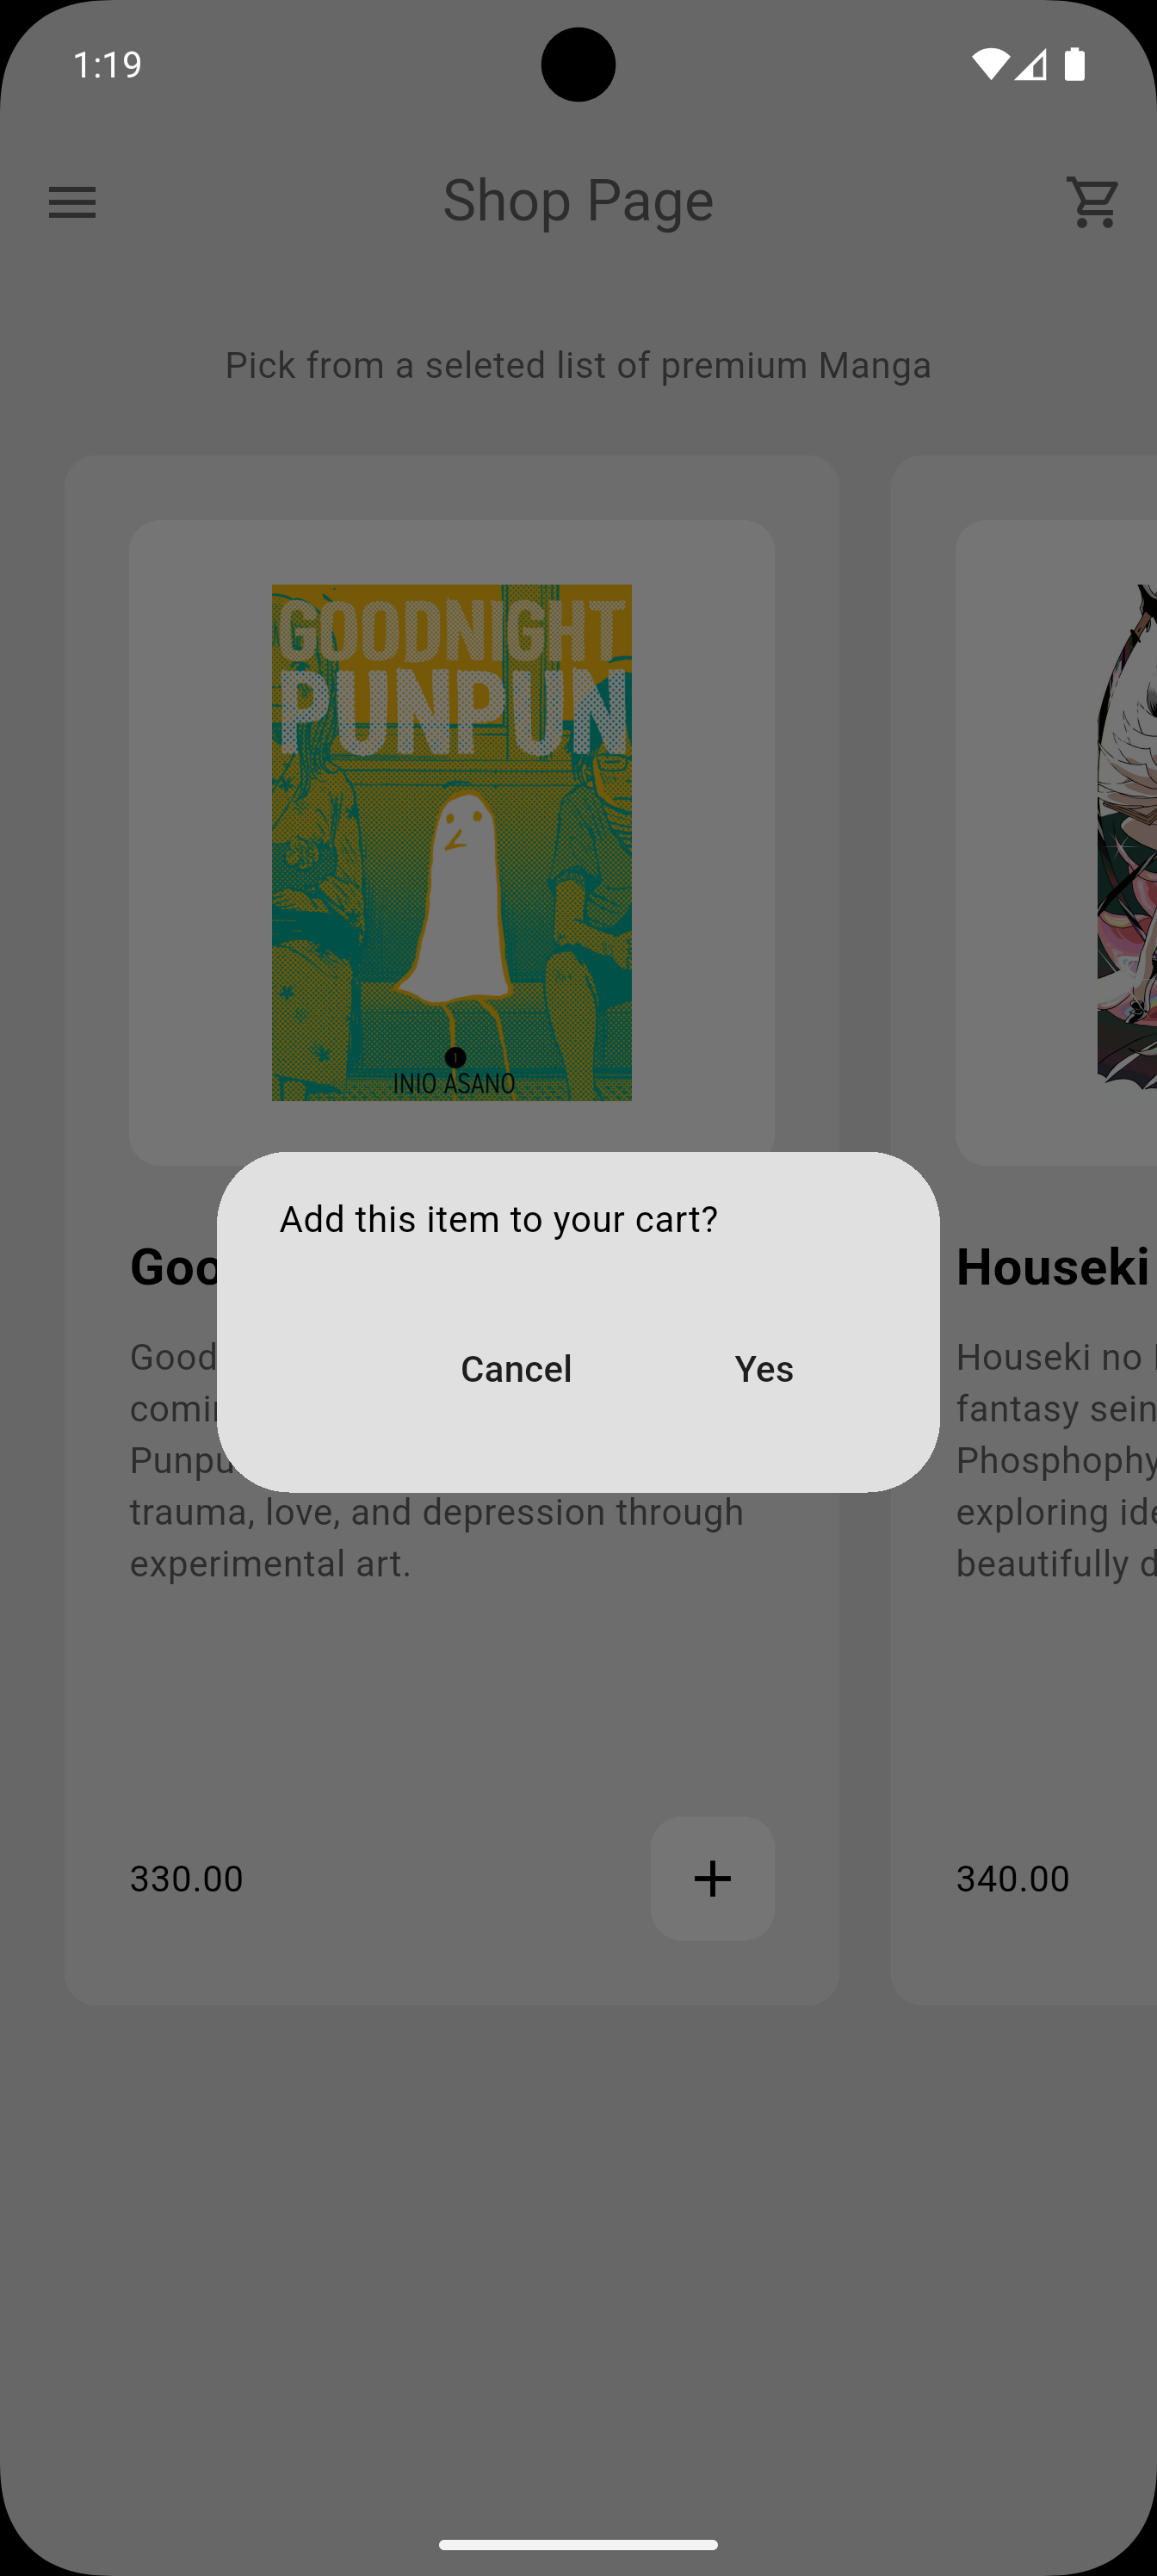 1:19
Shop Page
Pick from a seleted list of premium Manga
GOODNIGHT
PUNPUN
1
INIO ASANO
Add this item to your cart?
Cancel
Yes
Goo
Good
comin
Punpu
trauma, love, and depression through
experimental art.
330.00
Houseki
Houseki no
fantasy sein
Phosphophy
exploring ide
beautifully d
340.00